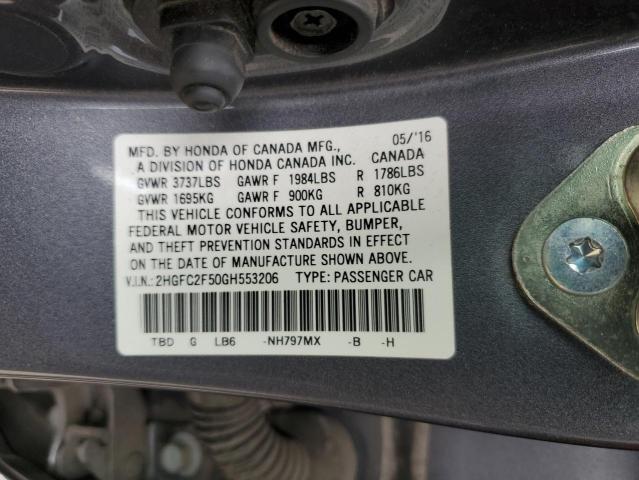 MFD. BY HONDA OF CANADA MFG., 05/'16
A DIVISION OF HONDA CANADA INC. CANADA
GVWR 3737LBS GAWR F 1984LBS R 1786LBS
GVWR 1695KG GAWR F 900KG R 810KG
THIS VEHICLE CONFORMS TO ALL APPLICABLE
FEDERAL MOTOR VEHICLE SAFETY, BUMPER,
AND THEFT PREVENTION STANDARDS IN EFFECT
ON THE DATE OF MANUFACTURE SHOWN ABOVE.
V.I.N.: 2HGFC2F50GH553206 TYPE: PASSENGER CAR
TBD G LB6 -NH797MX -B -H